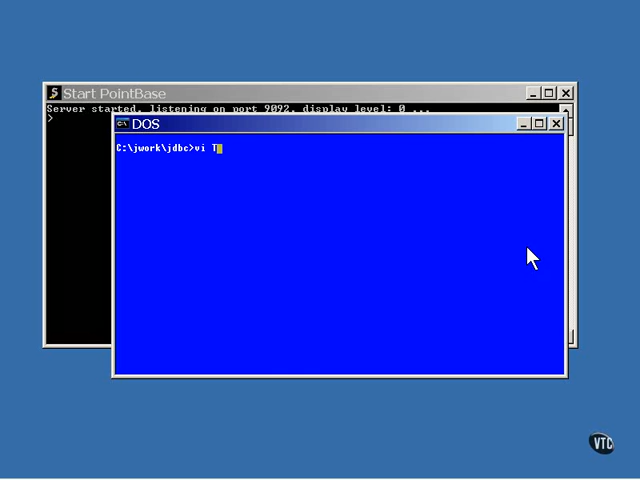 Start PointBase
Server started, listening on port 9092, display level: 0 ...
>
DOS
C:\jwork\jdbc>vi T
VTC